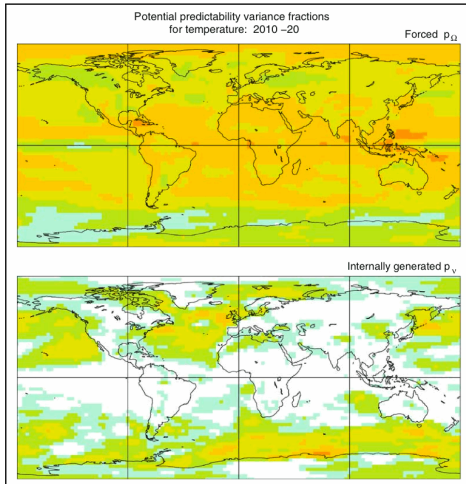 Potential predictability variance fractions
for temperature: 2010 –20
Forced pΩ
Internally generated pν